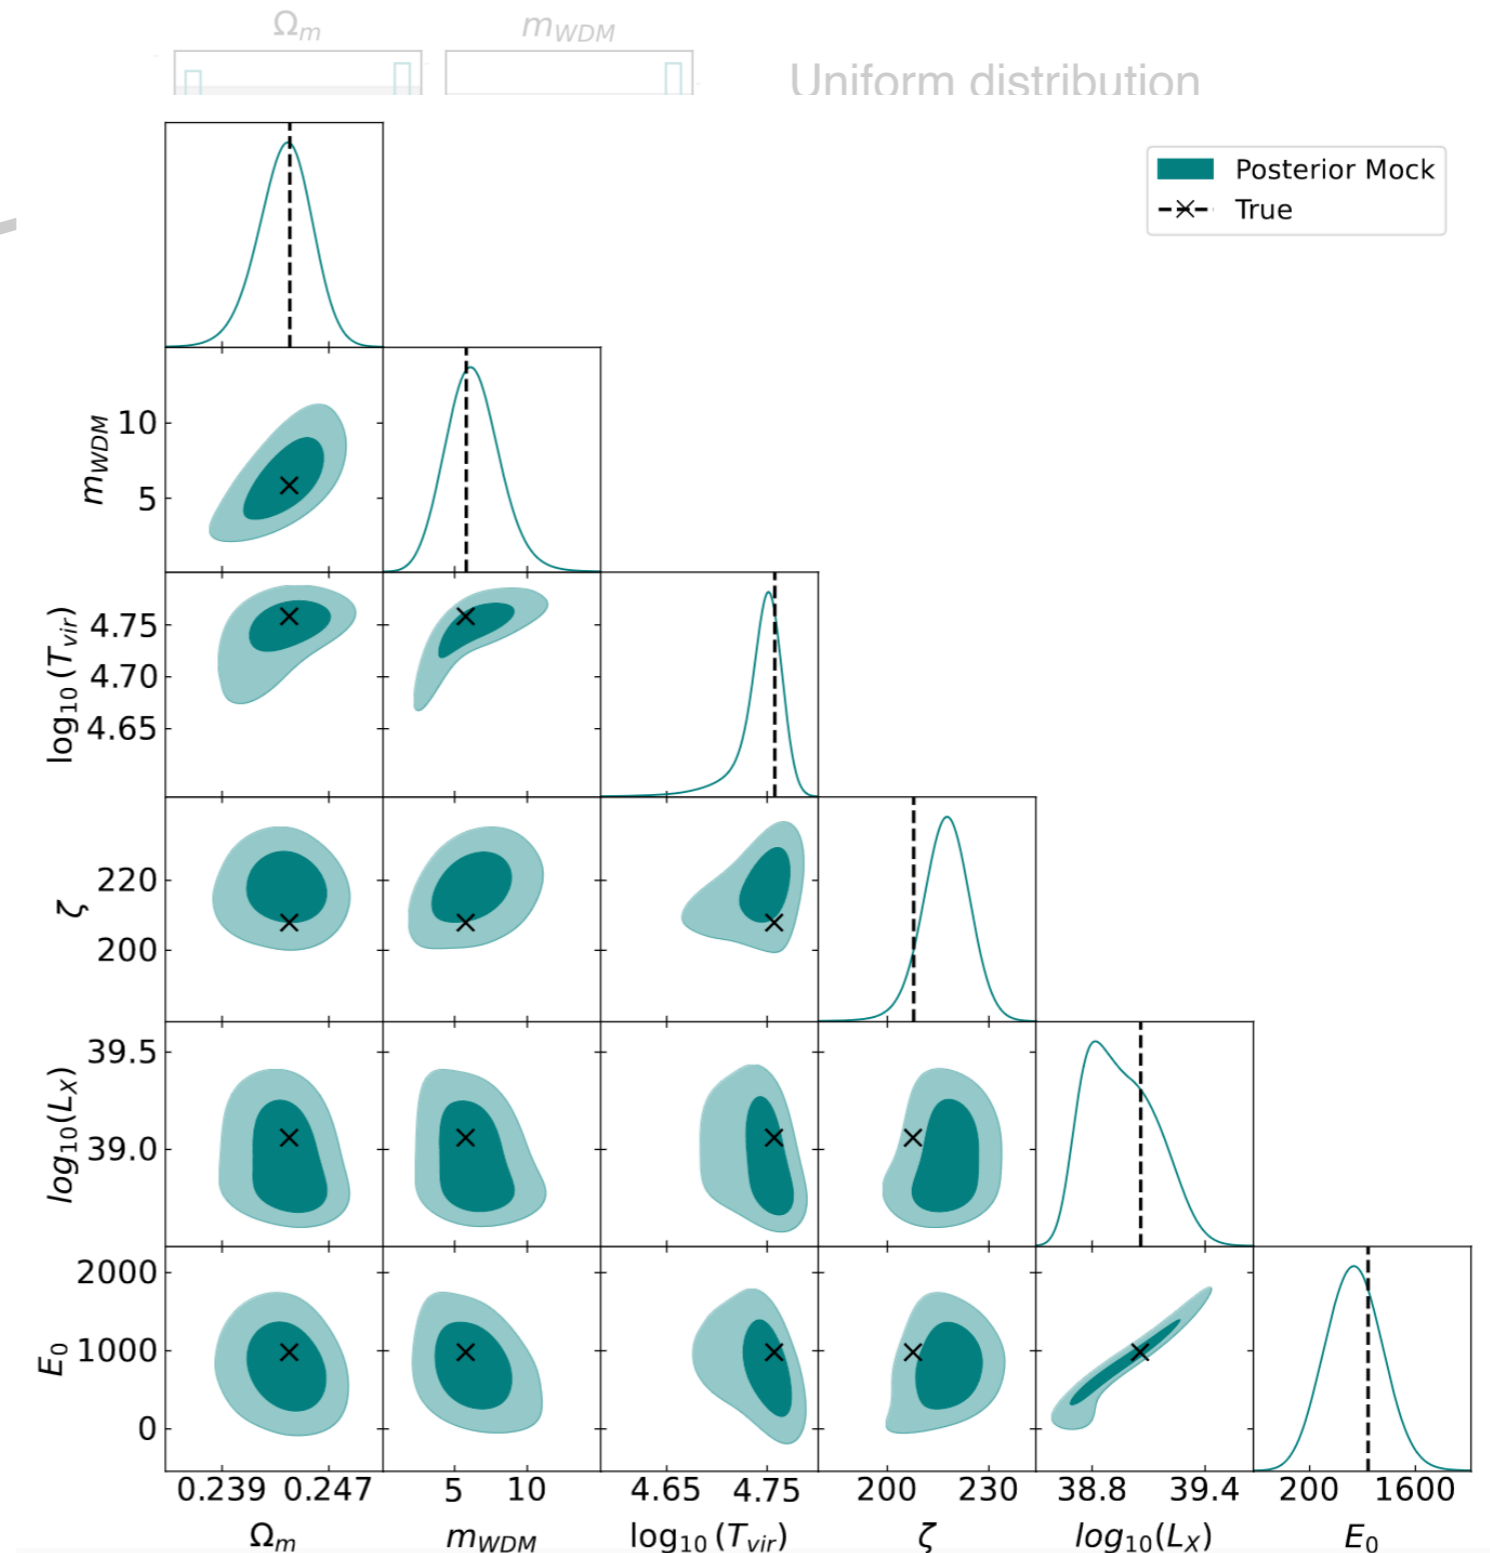 Ωm mWDM
Uniform distribution
Posterior Mock
True
mWDM 10
5
log10(Tvir) 4.75
4.70
4.65
ζ 220
200
log10(LX) 39.5
39.0
E0 2000
1000
0
0.239 0.247 5 10 4.65 4.75 200 230 38.8 39.4 200 1600
Ωm mWDM log10(Tvir) ζ log10(LX) E0